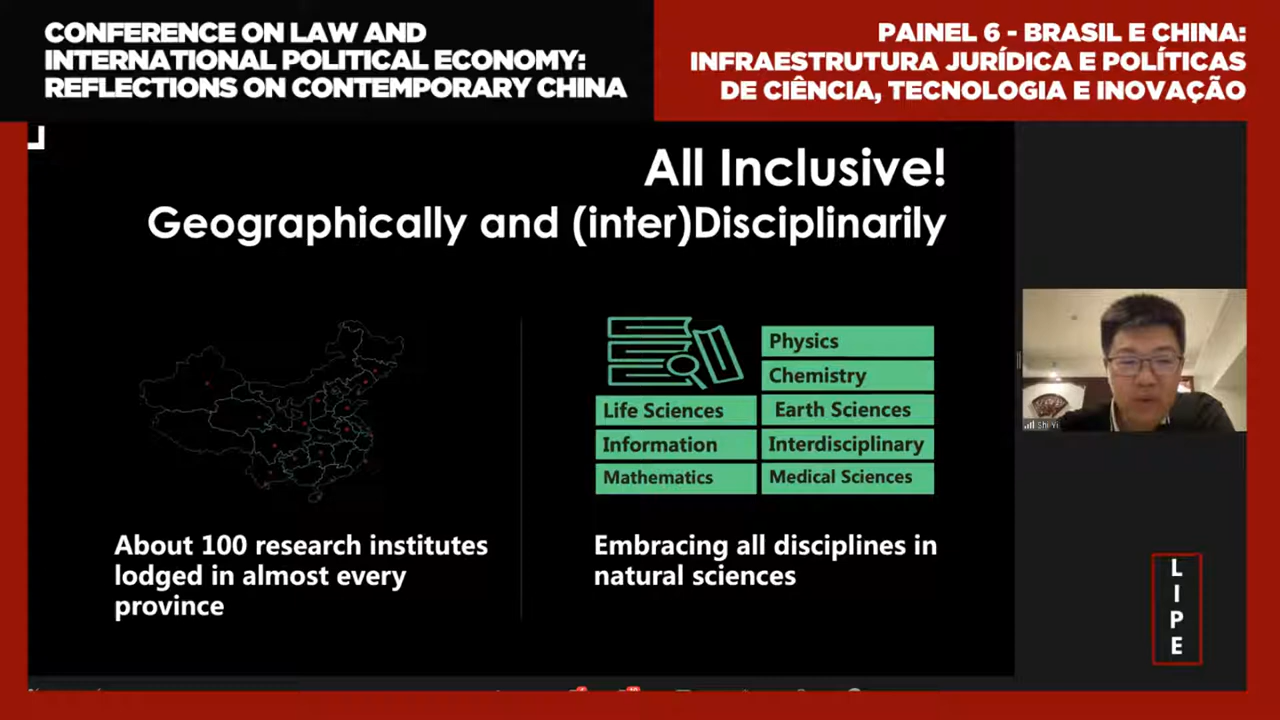 CONFERENCE ON LAW AND
INTERNATIONAL POLITICAL ECONOMY:
REFLECTIONS ON CONTEMPORARY CHINA
PAINEL 6 - BRASIL E CHINA:
INFRAESTRUTURA JURÍDICA E POLÍTICAS
DE CIÊNCIA, TECNOLOGIA E INOVAÇÃO
All Inclusive!
Geographically and (inter)Disciplinarily
Physics
Chemistry
Life Sciences
Earth Sciences
Information
Interdisciplinary
Mathematics
Medical Sciences
About 100 research institutes
lodged in almost every
province
Embracing all disciplines in
natural sciences
L
I
P
E